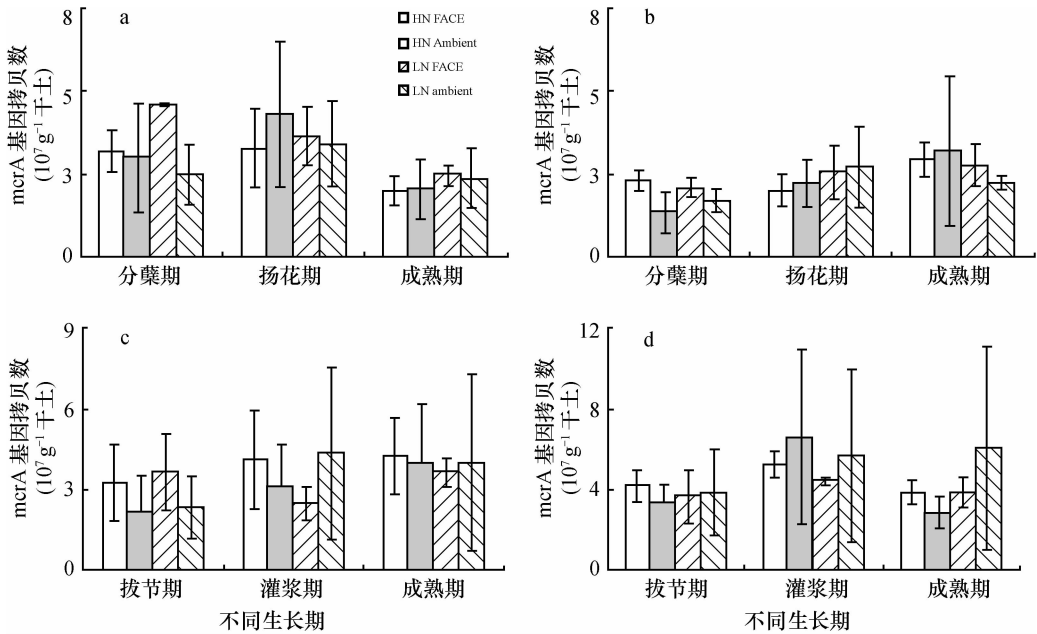 a
8
5
3
0
mcrA 基因拷贝数
(10⁷ g⁻¹ 干土)
HN FACE
HN Ambient
LN FACE
LN ambient
分蘖期 扬花期 成熟期
b
8
5
3
0
mcrA 基因拷贝数
(10⁷ g⁻¹ 干土)
分蘖期 扬花期 成熟期
c
9
6
3
0
mcrA 基因拷贝数
(10⁷ g⁻¹ 干土)
拔节期 灌浆期 成熟期
不同生长期
d
12
8
4
0
mcrA 基因拷贝数
(10⁷ g⁻¹ 干土)
拔节期 灌浆期 成熟期
不同生长期